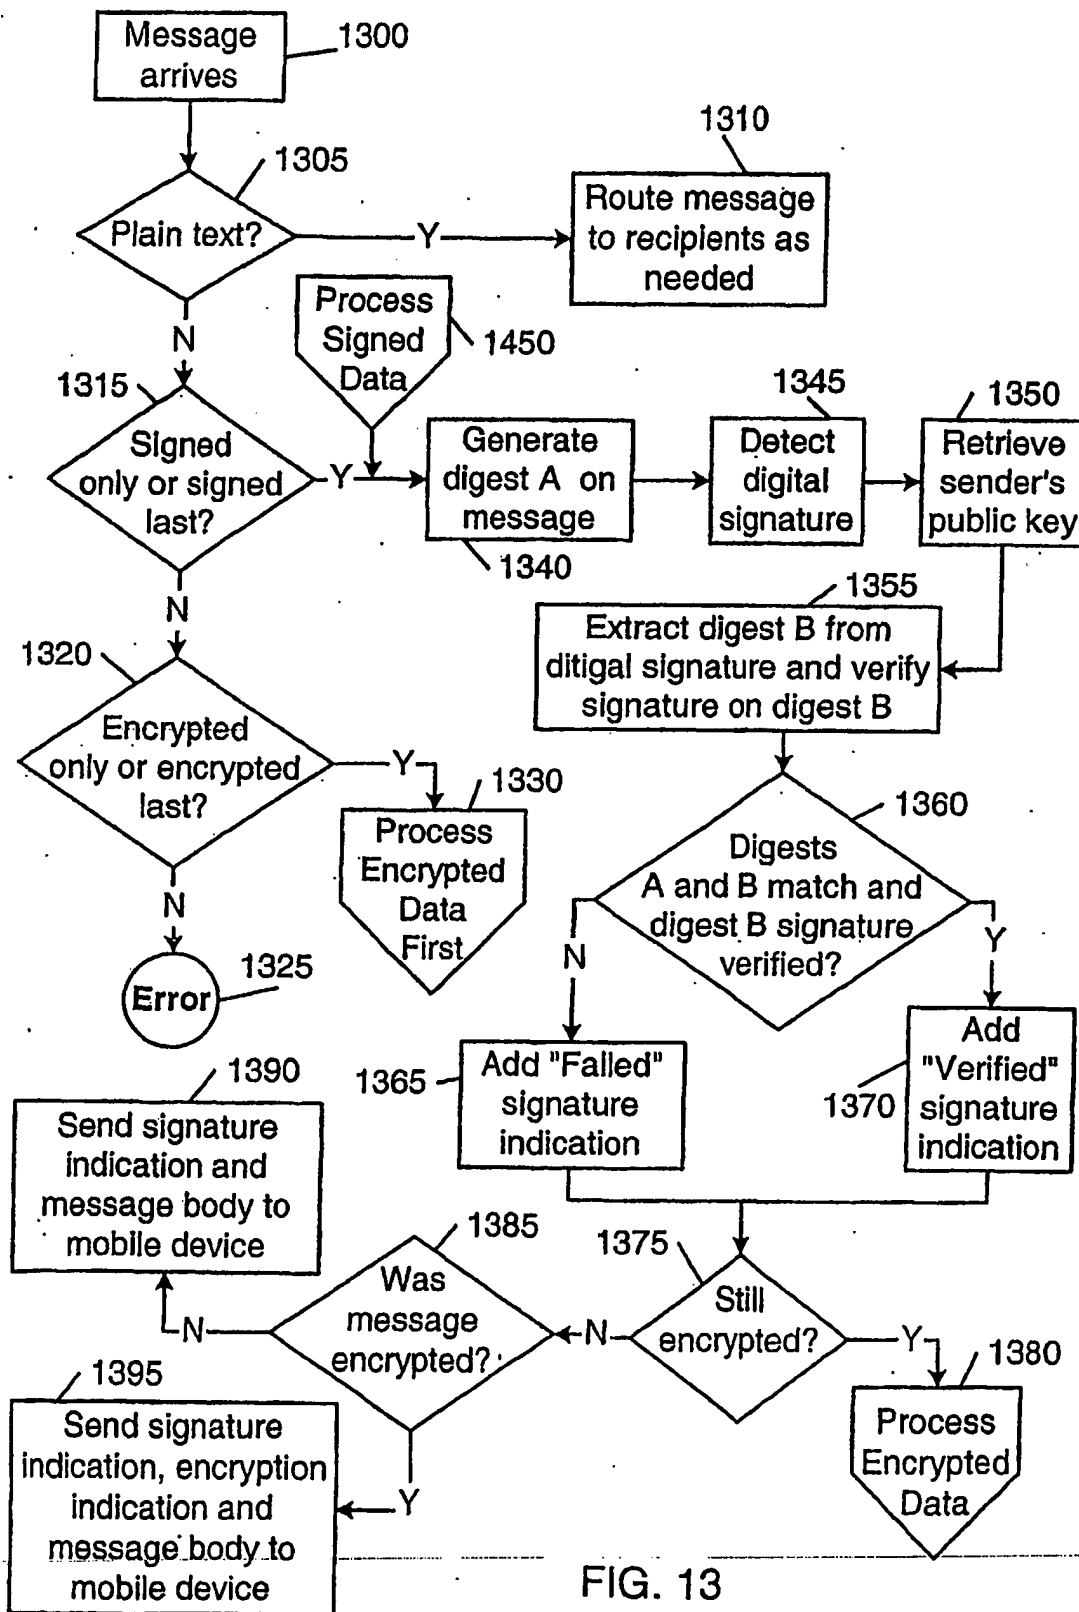 Message
arrives
1300
1305
Plain text?
Y
1310
Route message
to recipients as
needed
N
Process
Signed
Data
1450
1315
Signed
only or signed
last?
Y
Generate
digest A on
message
1340
1345
Detect
digital
signature
1350
Retrieve
sender's
public key
N
1355
Extract digest B from
ditigal signature and verify
signature on digest B
1320
Encrypted
only or encrypted
last?
Y
1330
Process
Encrypted
Data
First
1360
Digests
A and B match and
digest B signature
verified?
N
Y
N
Error
1325
1365
Add "Falled"
signature
indication
1370
Add
"Verified"
signature
indication
1390
Send signature
indication and
message body to
mobile device
1385
Was
message
encrypted?
N
1375
Still
encrypted?
N
Y
1380
Process
Encrypted
Data
1395
Send signature
indication, encryption
indication and
message body to
mobile device
Y
FIG. 13